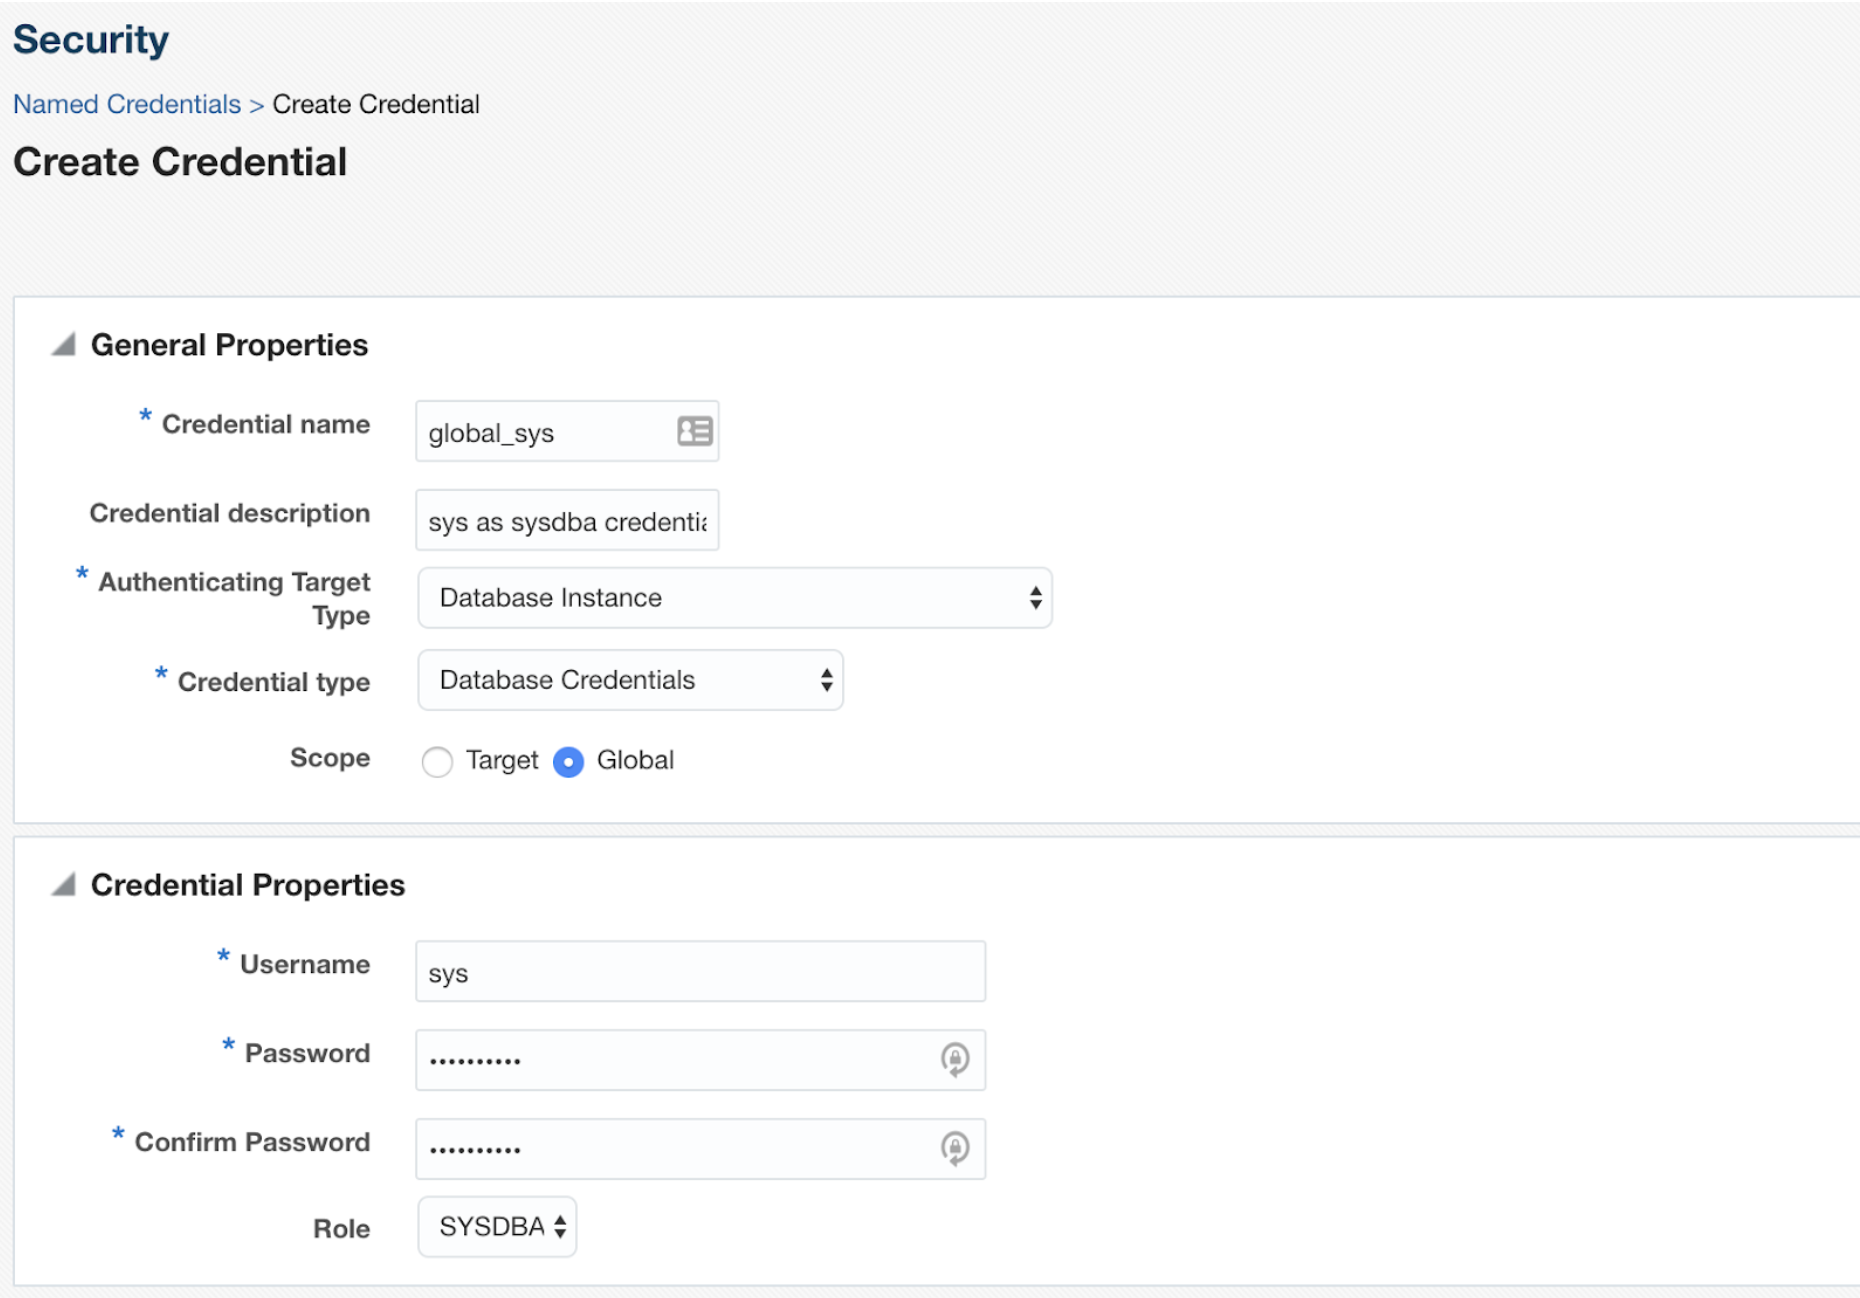 Security
Named Credentials > Create Credential
Create Credential
General Properties
* Credential name global_sys
Credential description sys as sysdba credentia
* Authenticating Target Type Database Instance
* Credential type Database Credentials
Scope Target Global
Credential Properties
* Username sys
* Password ••••••••••
* Confirm Password ••••••••••
Role SYSDBA